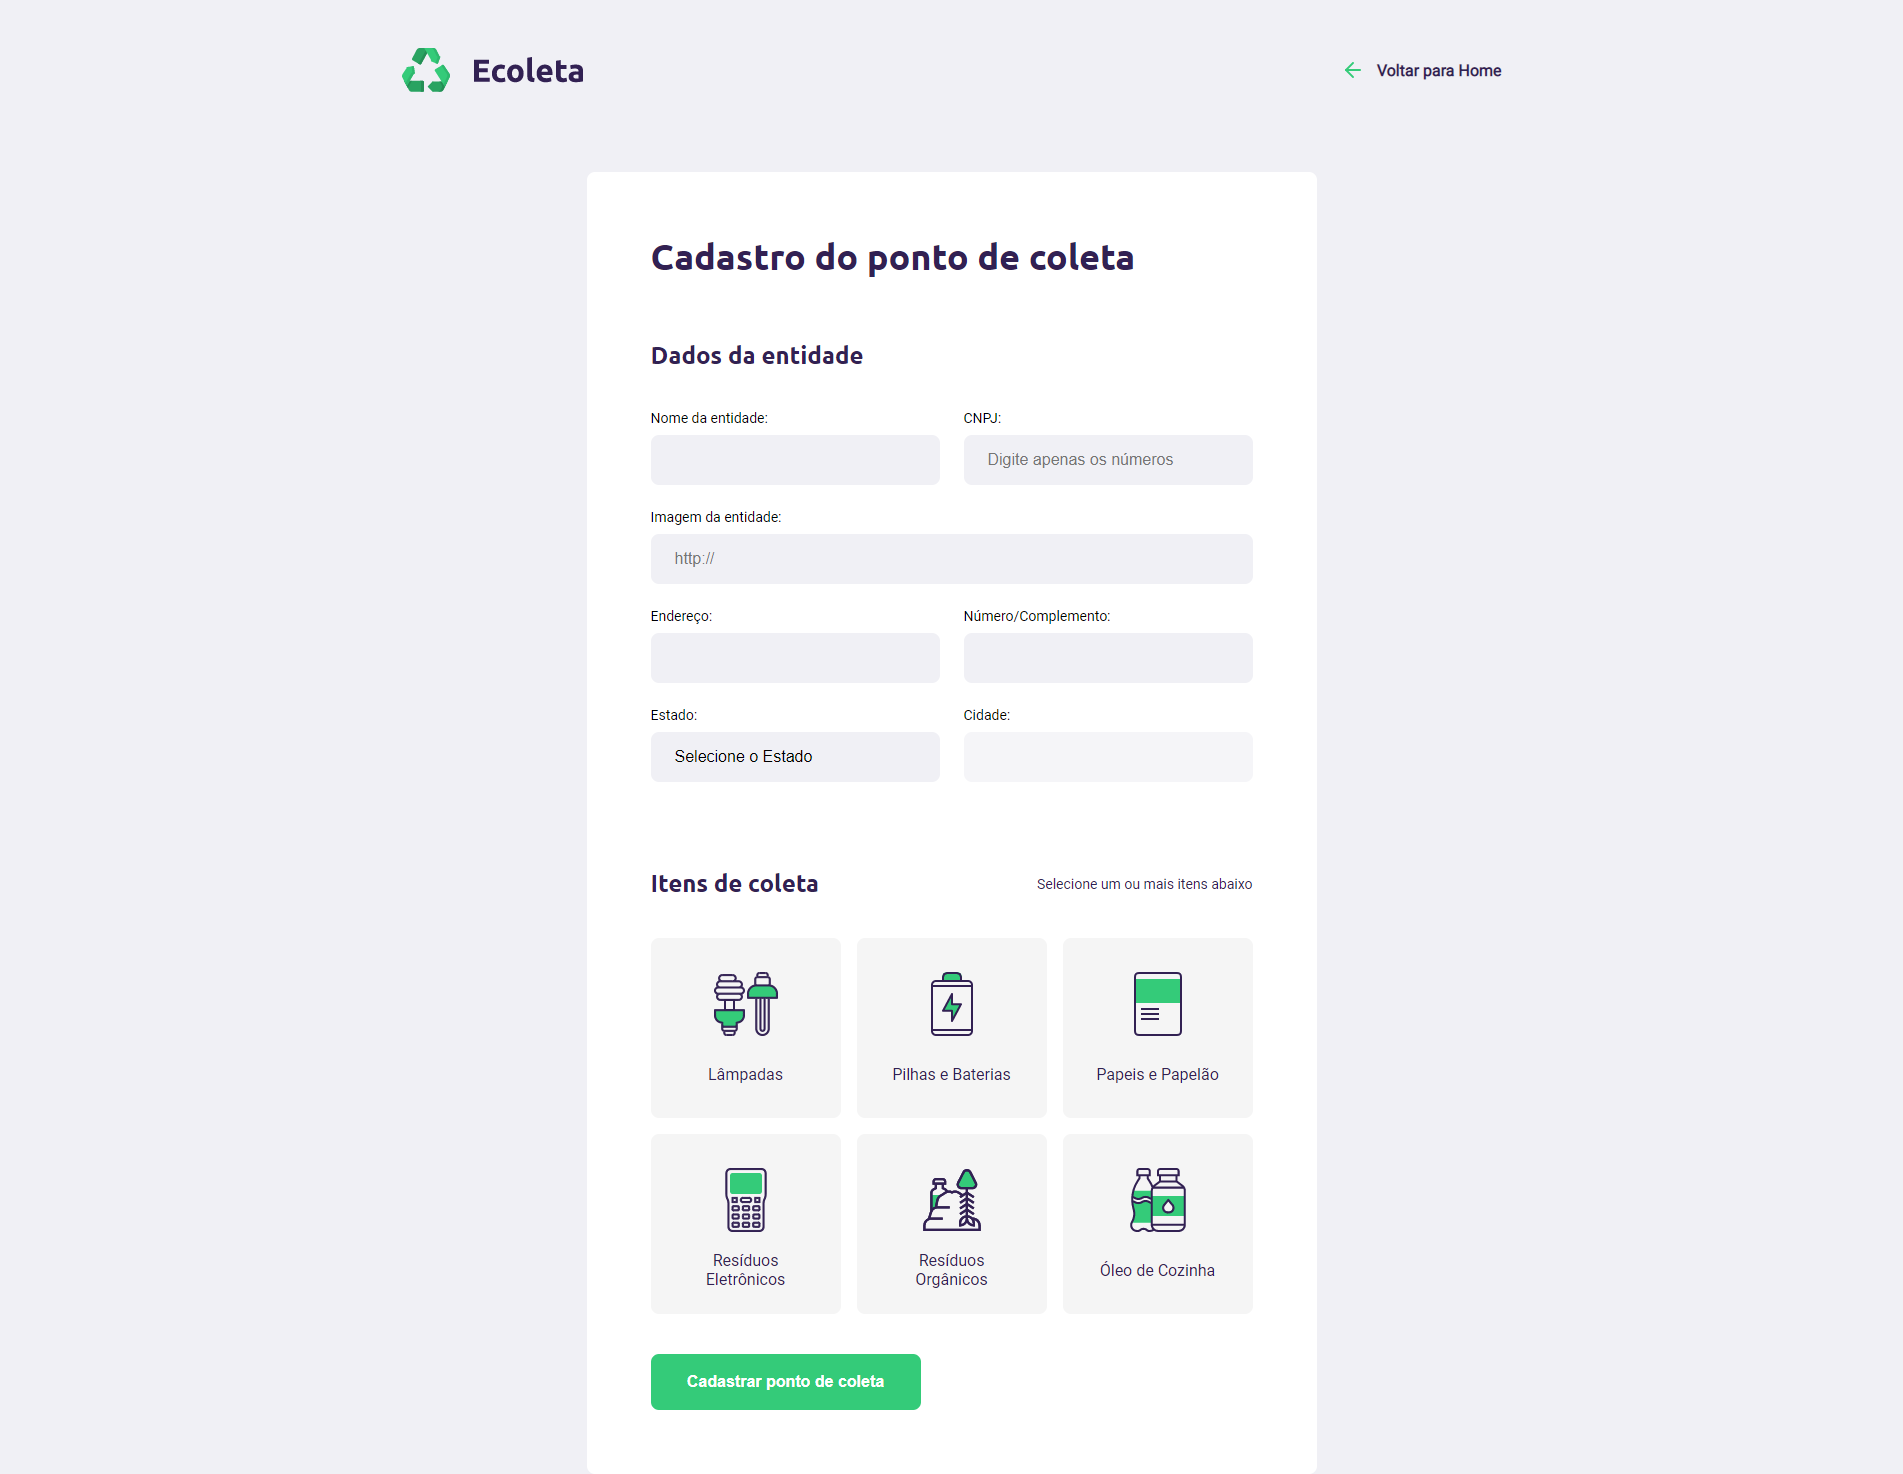 Ecoleta
Voltar para Home
Cadastro do ponto de coleta
Dados da entidade
Nome da entidade:
CNPJ:
Digite apenas os números
Imagem da entidade:
http://
Endereço:
Número/Complemento:
Estado:
Cidade:
Selecione o Estado
Itens de coleta
Selecione um ou mais itens abaixo
Lâmpadas
Pilhas e Baterias
Papeis e Papelão
Resíduos
Eletrônicos
Resíduos
Orgânicos
Óleo de Cozinha
Cadastrar ponto de coleta